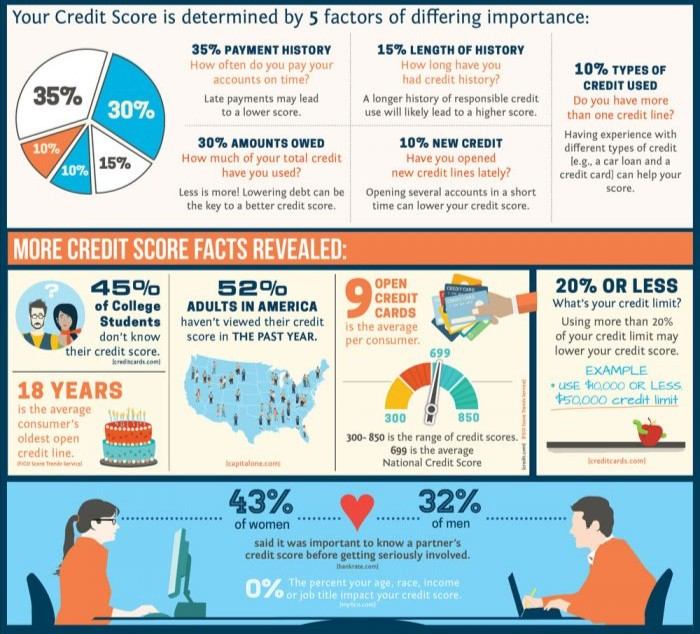 Your Credit Score is determined by 5 factors of differing importance:
35%
30%
15%
10%
10%
35% PAYMENT HISTORY
How often do you pay your
accounts on time?
Late payments may lead
to a lower score.
15% LENGTH OF HISTORY
How long have you
had credit history?
A longer history of responsible credit
use will likely lead to a higher score.
30% AMOUNTS OWED
How much of your total credit
have you used?
Less is more! Lowering debt can be
the key to a better credit score.
10% NEW CREDIT
Have you opened
new credit lines lately?
Opening several accounts in a short
time can lower your credit score.
10% TYPES OF
CREDIT USED
Do you have more
than one credit line?
Having experience with
different types of credit
(e.g., a car loan and a
credit card) can help your
score.
MORE CREDIT SCORE FACTS REVEALED:
?
45%
of College
Students
don't know
their credit score.
(creditcards.com)
18 YEARS
is the average
consumer's
oldest open
credit line.
(FICO Score Trends Service)
52%
ADULTS IN AMERICA
haven't viewed their credit
score in THE PAST YEAR.
(capitalone.com)
9 OPEN
CREDIT
CARDS
is the average
per consumer.
CREDIT CARD
CREDIT CARD
699
300
850
300- 850 is the range of credit scores.
699 is the average
National Credit Score
(credit.com) (FICO Score Trends Service)
20% OR LESS
What's your credit limit?
Using more than 20%
of your credit limit may
lower your credit score.
EXAMPLE
• USE $10,000 OR LESS
$50,000 credit limit
(creditcards.com)
43%
of women
32%
of men
said it was important to know a partner's
credit score before getting seriously involved.
(bankrate.com)
0% The percent your age, race, income
or job title impact your credit score.
(myfico.com)